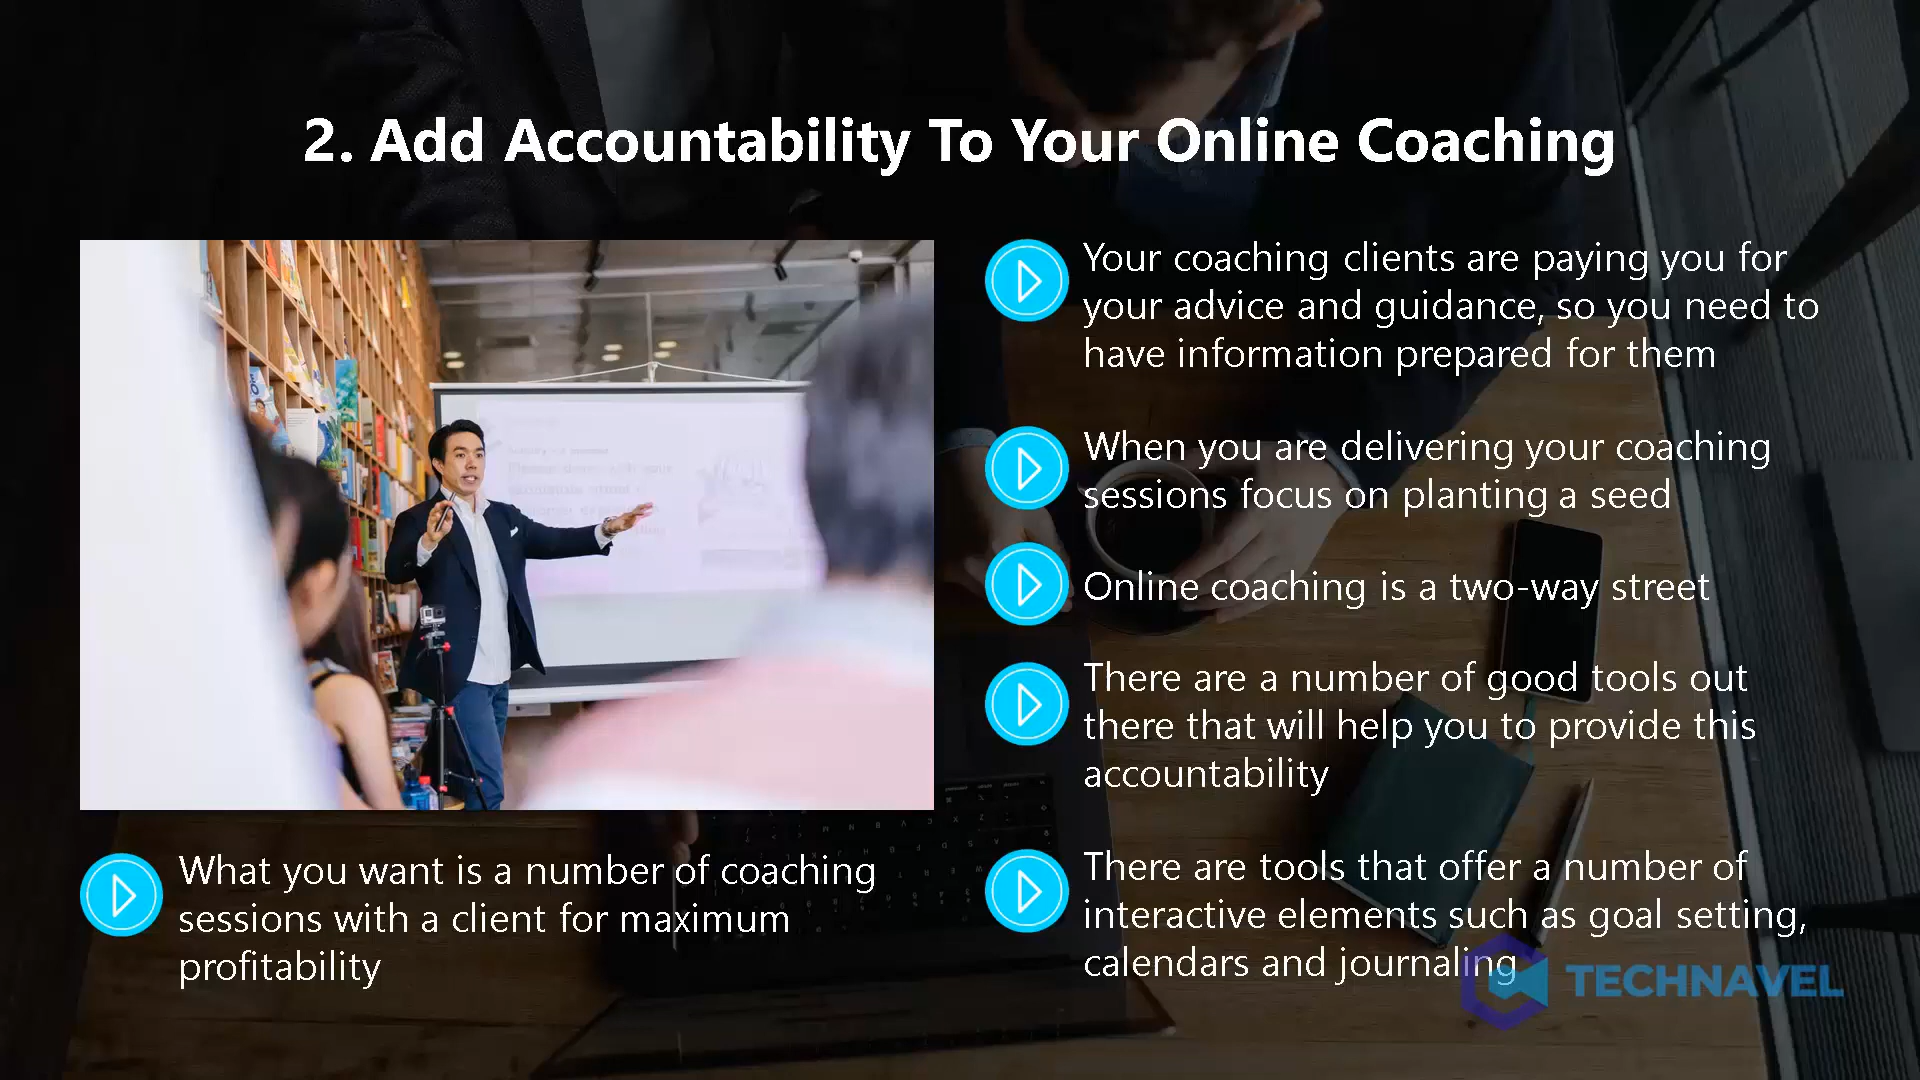 2. Add Accountability To Your Online Coaching
What you want is a number of coaching
sessions with a client for maximum
profitability
Your coaching clients are paying you for
your advice and guidance, so you need to
have information prepared for them
When you are delivering your coaching
sessions focus on planting a seed
Online coaching is a two-way street
There are a number of good tools out
there that will help you to provide this
accountability
There are tools that offer a number of
interactive elements such as goal setting,
calendars and journaling
TECHNAVEL